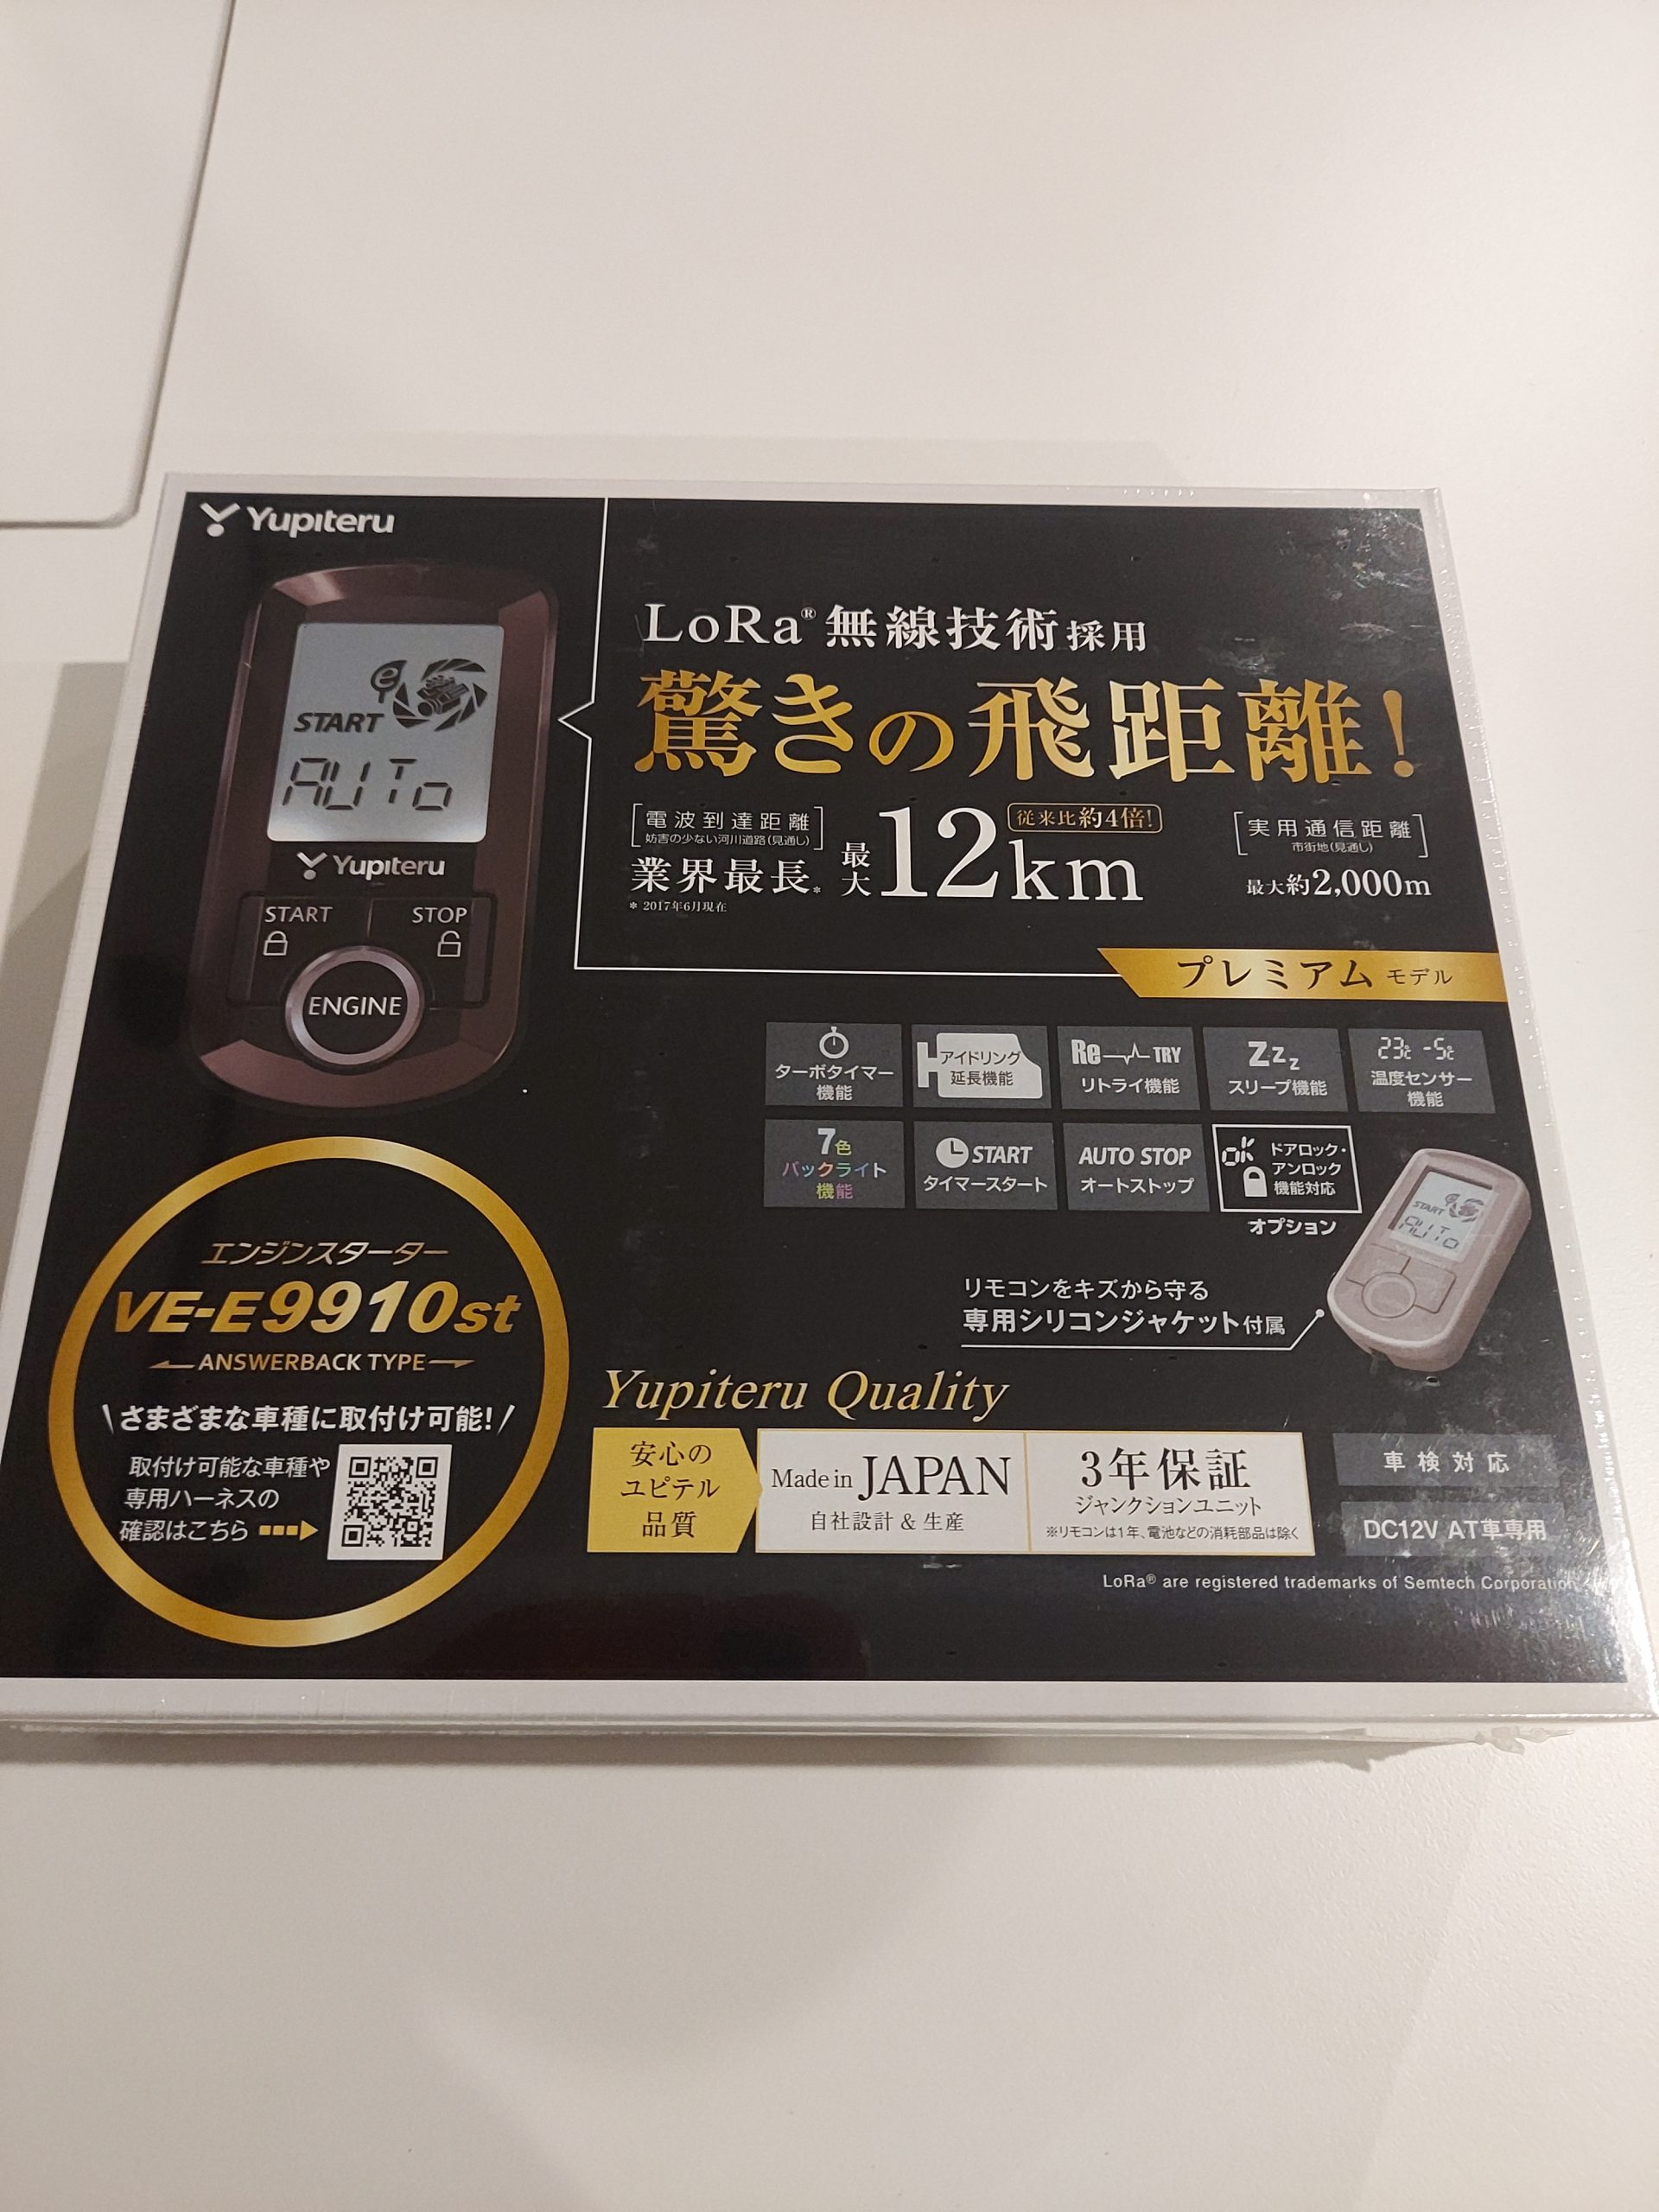 Yupiteru
START
AUTO
Yupiteru
START
STOP
ENGINE
LoRa®無線技術採用
驚きの飛距離!
電波到達距離
妨害の少ない河川道路(見通し)
業界最長*
* 2017年6月現在
最大12km
従来比約4倍!
実用通信距離
市街地(見通し)
最大約2,000m
プレミアムモデル
ターボタイマー
機能
アイドリング
延長機能
Re TRY
リトライ機能
Zzz
スリープ機能
23℃ -5℃
温度センサー
機能
7色
バックライト
機能
START
タイマースタート
AUTO STOP
オートストップ
ok
ドアロック・
アンロック
機能対応
オプション
START
AUTO
リモコンをキズから守る
専用シリコンジャケット付属
エンジンスターター
VE-E9910st
ANSWERBACK TYPE
\さまざまな車種に取付け可能!/
取付け可能な車種や
専用ハーネスの
確認はこちら
Yupiteru Quality
安心の
ユピテル
品質
Made in JAPAN
自社設計 & 生産
3年保証
ジャンクションユニット
※リモコンは1年、電池などの消耗部品は除く
車検対応
DC12V AT車専用
LoRa® are registered trademarks of Semtech Corporation